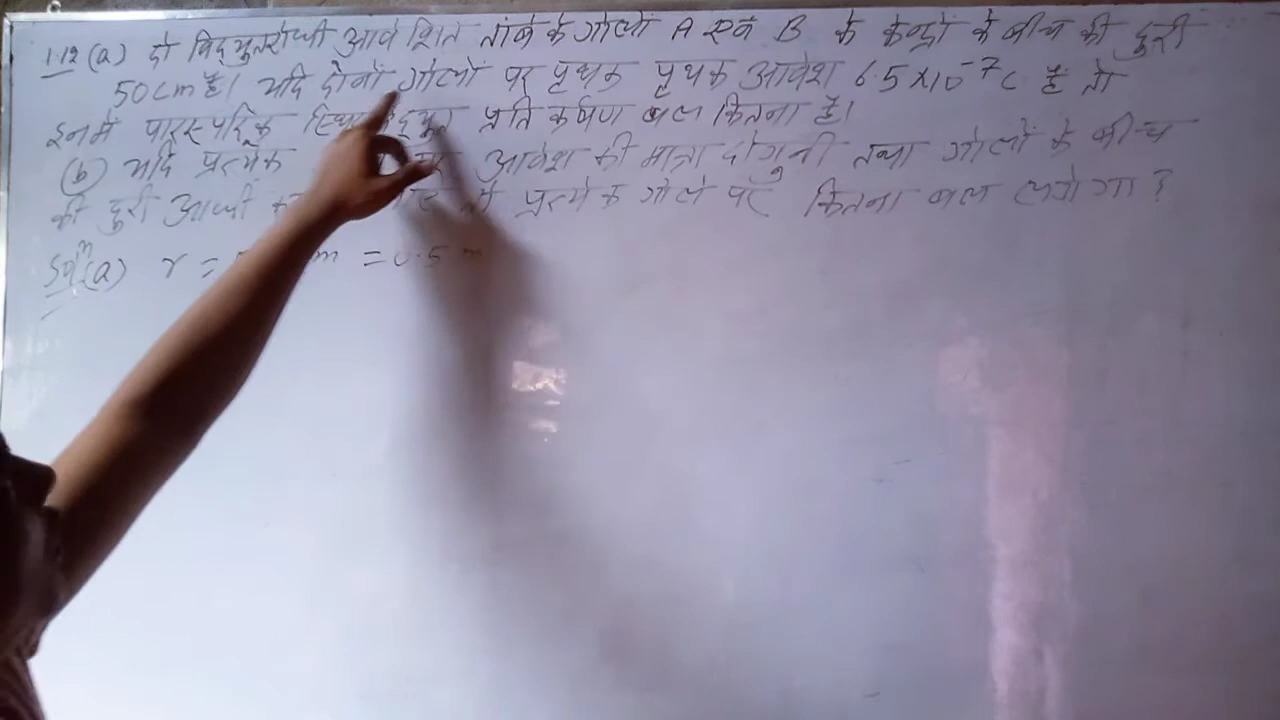 1.12 (a) दो विद्युतरोधी आवेशित तांबे के गोलों A एवं B के केन्द्रों के बीच की दूरी
50 cm है। यदि दोनों गोलों पर पृथक पृथक आवेश 6.5×10⁻⁷ C हैं तो
इनमें पारस्परिक प्रतिकर्षण बल कितना है।
(b) यदि प्रत्येक आवेश की मात्रा दोगुनी तथा गोलों के बीच
की दूरी आधी तो प्रत्येक गोले पर कितना बल लगेगा?
Solⁿ (a) r = m = 0.5 m